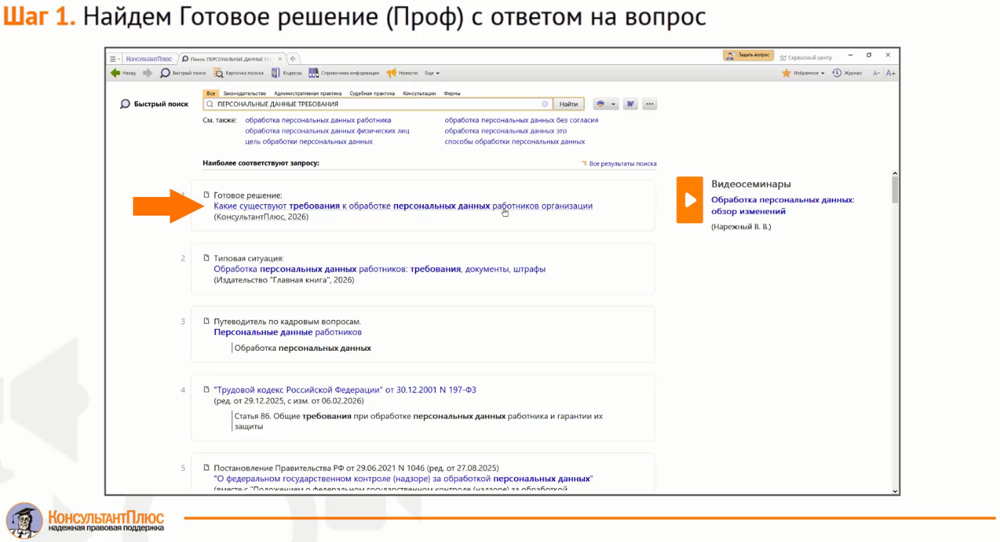 Шаг 1. Найдем Готовое решение (Проф) с ответом на вопрос
КонсультантПлюс
Поиск: ПЕРСОНАЛЬНЫЕ ДАННЫЕ
Задать вопрос
Сервисный центр
Назад
Быстрый поиск
Карточка поиска
Кодексы
Справочная информация
Новости
Еще
Избранное
Журнал
A-
A+
Все Законодательство Административная практика Судебная практика Консультации Формы
Быстрый поиск
ПЕРСОНАЛЬНЫЕ ДАННЫЕ ТРЕБОВАНИЯ
Найти
W
См. также: обработка персональных данных работника обработка персональных данных без согласия
обработка персональных данных физических лиц обработка персональных данных это
цель обработки персональных данных способы обработки персональных данных
Наиболее соответствуют запросу: Все результаты поиска
1 Готовое решение:
Какие существуют требования к обработке персональных данных работников организации
(КонсультантПлюс, 2026)
Видеосеминары
Обработка персональных данных:
обзор изменений
(Нарежный В. В.)
2 Типовая ситуация:
Обработка персональных данных работников: требования, документы, штрафы
(Издательство "Главная книга", 2026)
3 Путеводитель по кадровым вопросам.
Персональные данные работников
Обработка персональных данных
4 "Трудовой кодекс Российской Федерации" от 30.12.2001 N 197-ФЗ
(ред. от 29.12.2025, с изм. от 06.02.2026)
Статья 86. Общие требования при обработке персональных данных работника и гарантии их
защиты
5 Постановление Правительства РФ от 29.06.2021 N 1046 (ред. от 27.08.2025)
"О федеральном государственном контроле (надзоре) за обработкой персональных данных"
(вместе с "Положением о федеральном государственном контроле (надзоре) за обработкой
КонсультантПлюс
надежная правовая поддержка